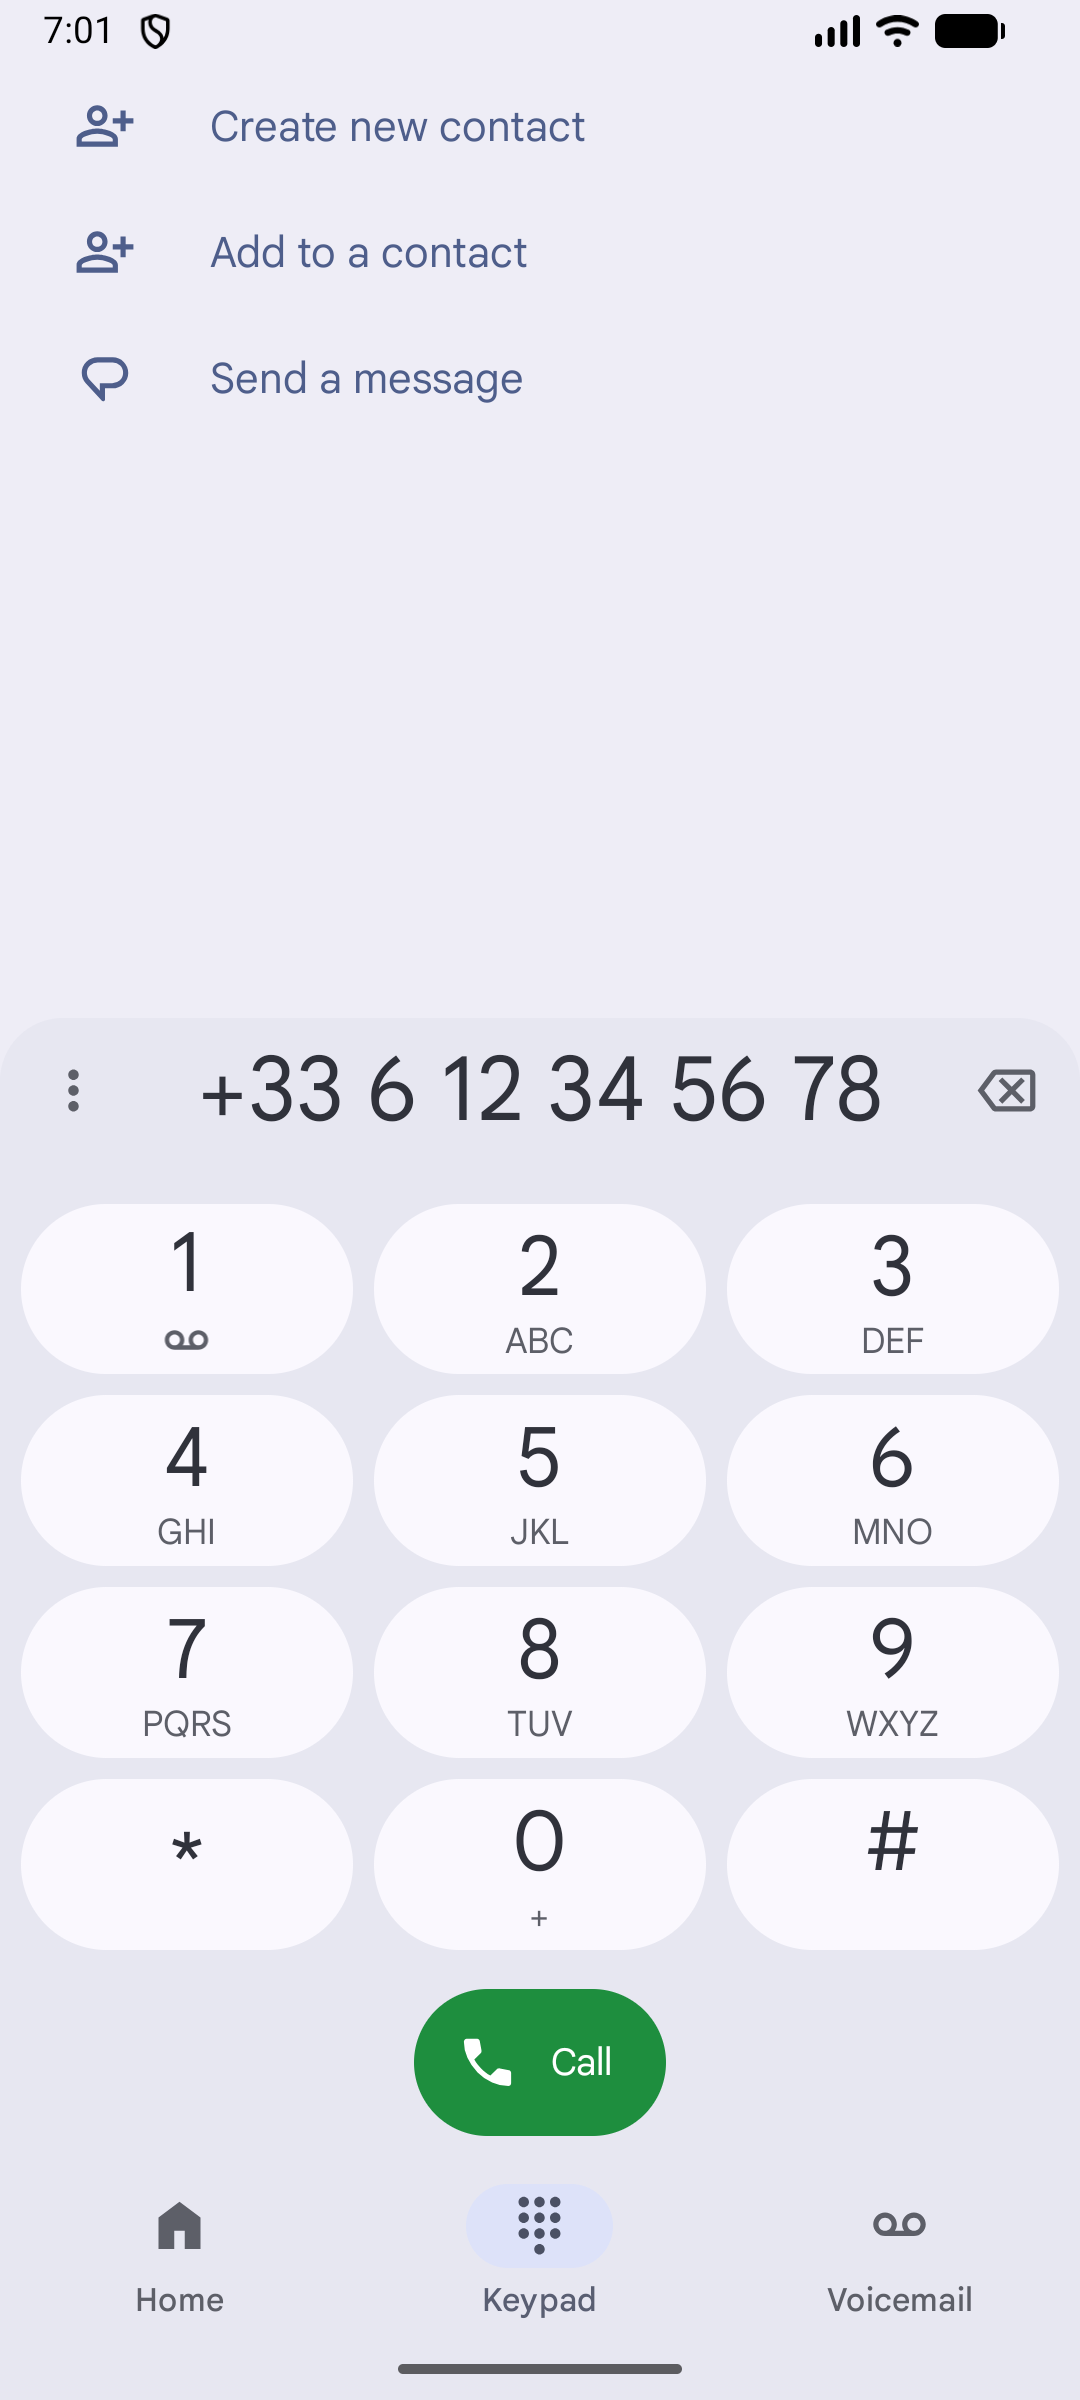 7:01
Create new contact
Add to a contact
Send a message
+33 6 12 34 56 78
1
2 ABC
3 DEF
4 GHI
5 JKL
6 MNO
7 PQRS
8 TUV
9 WXYZ
*
0 +
#
Call
Home
Keypad
Voicemail